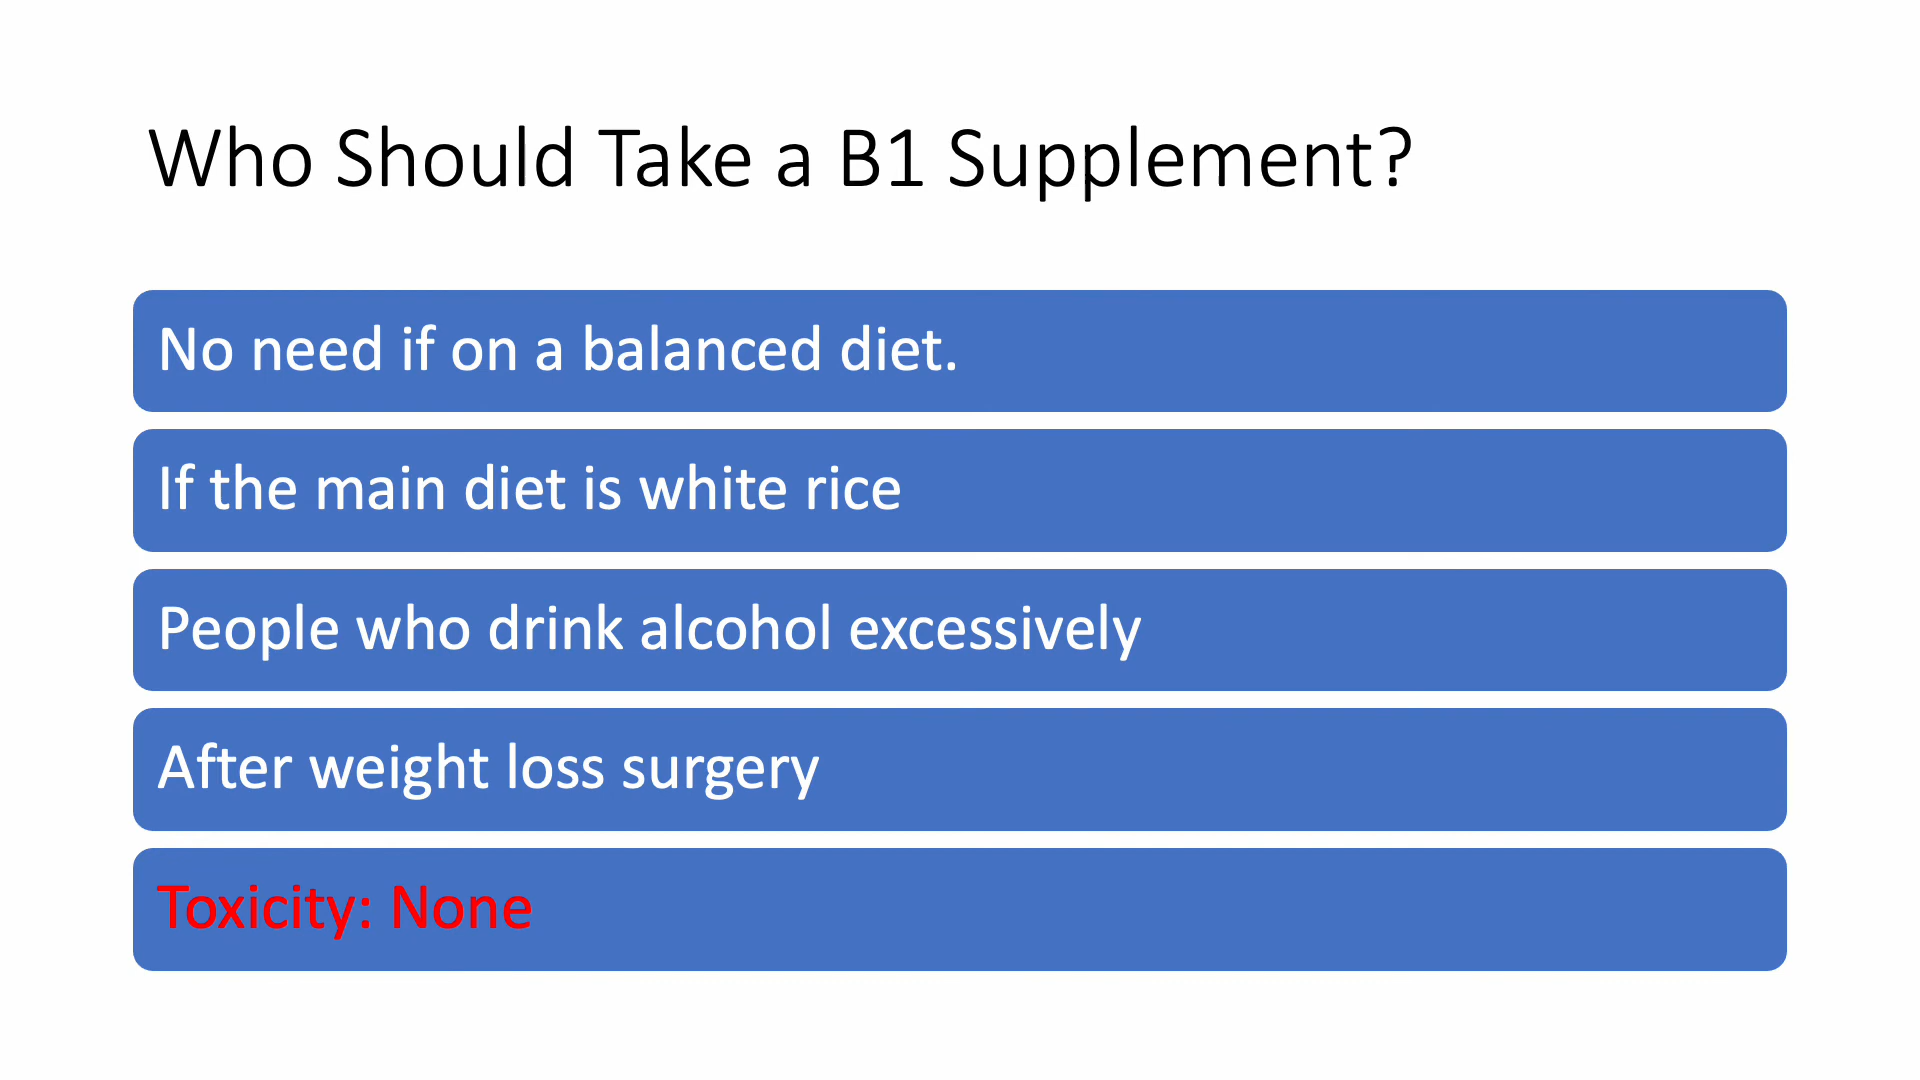 Who Should Take a B1 Supplement?
No need if on a balanced diet.
If the main diet is white rice
People who drink alcohol excessively
After weight loss surgery
Toxicity: None